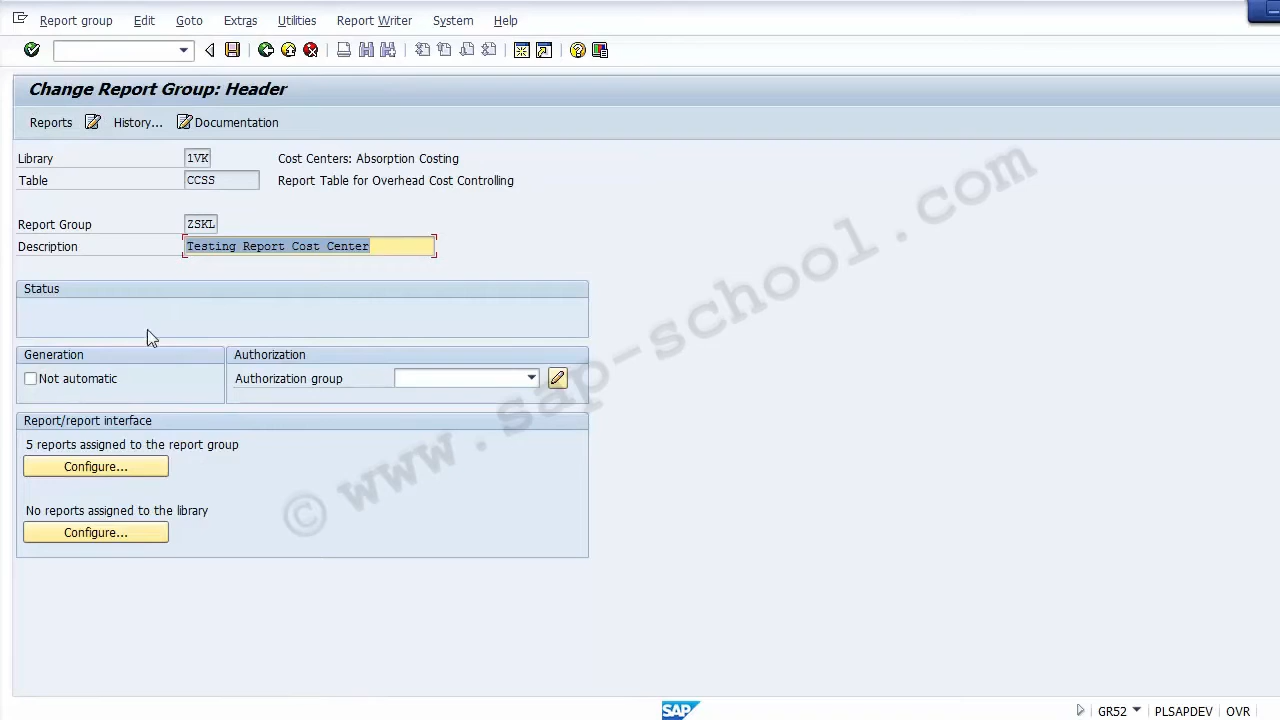 Report group Edit Goto Extras Utilities Report Writer System Help
Change Report Group: Header
Reports History... Documentation
Library 1VK Cost Centers: Absorption Costing
Table CCSS Report Table for Overhead Cost Controlling
Report Group ZSKL
Description Testing Report Cost Center
Status
Generation Authorization
Not automatic Authorization group
Report/report interface
5 reports assigned to the report group
Configure...
No reports assigned to the library
Configure...
© www.sap-school.com
SAP GR52 PLSAPDEV OVR